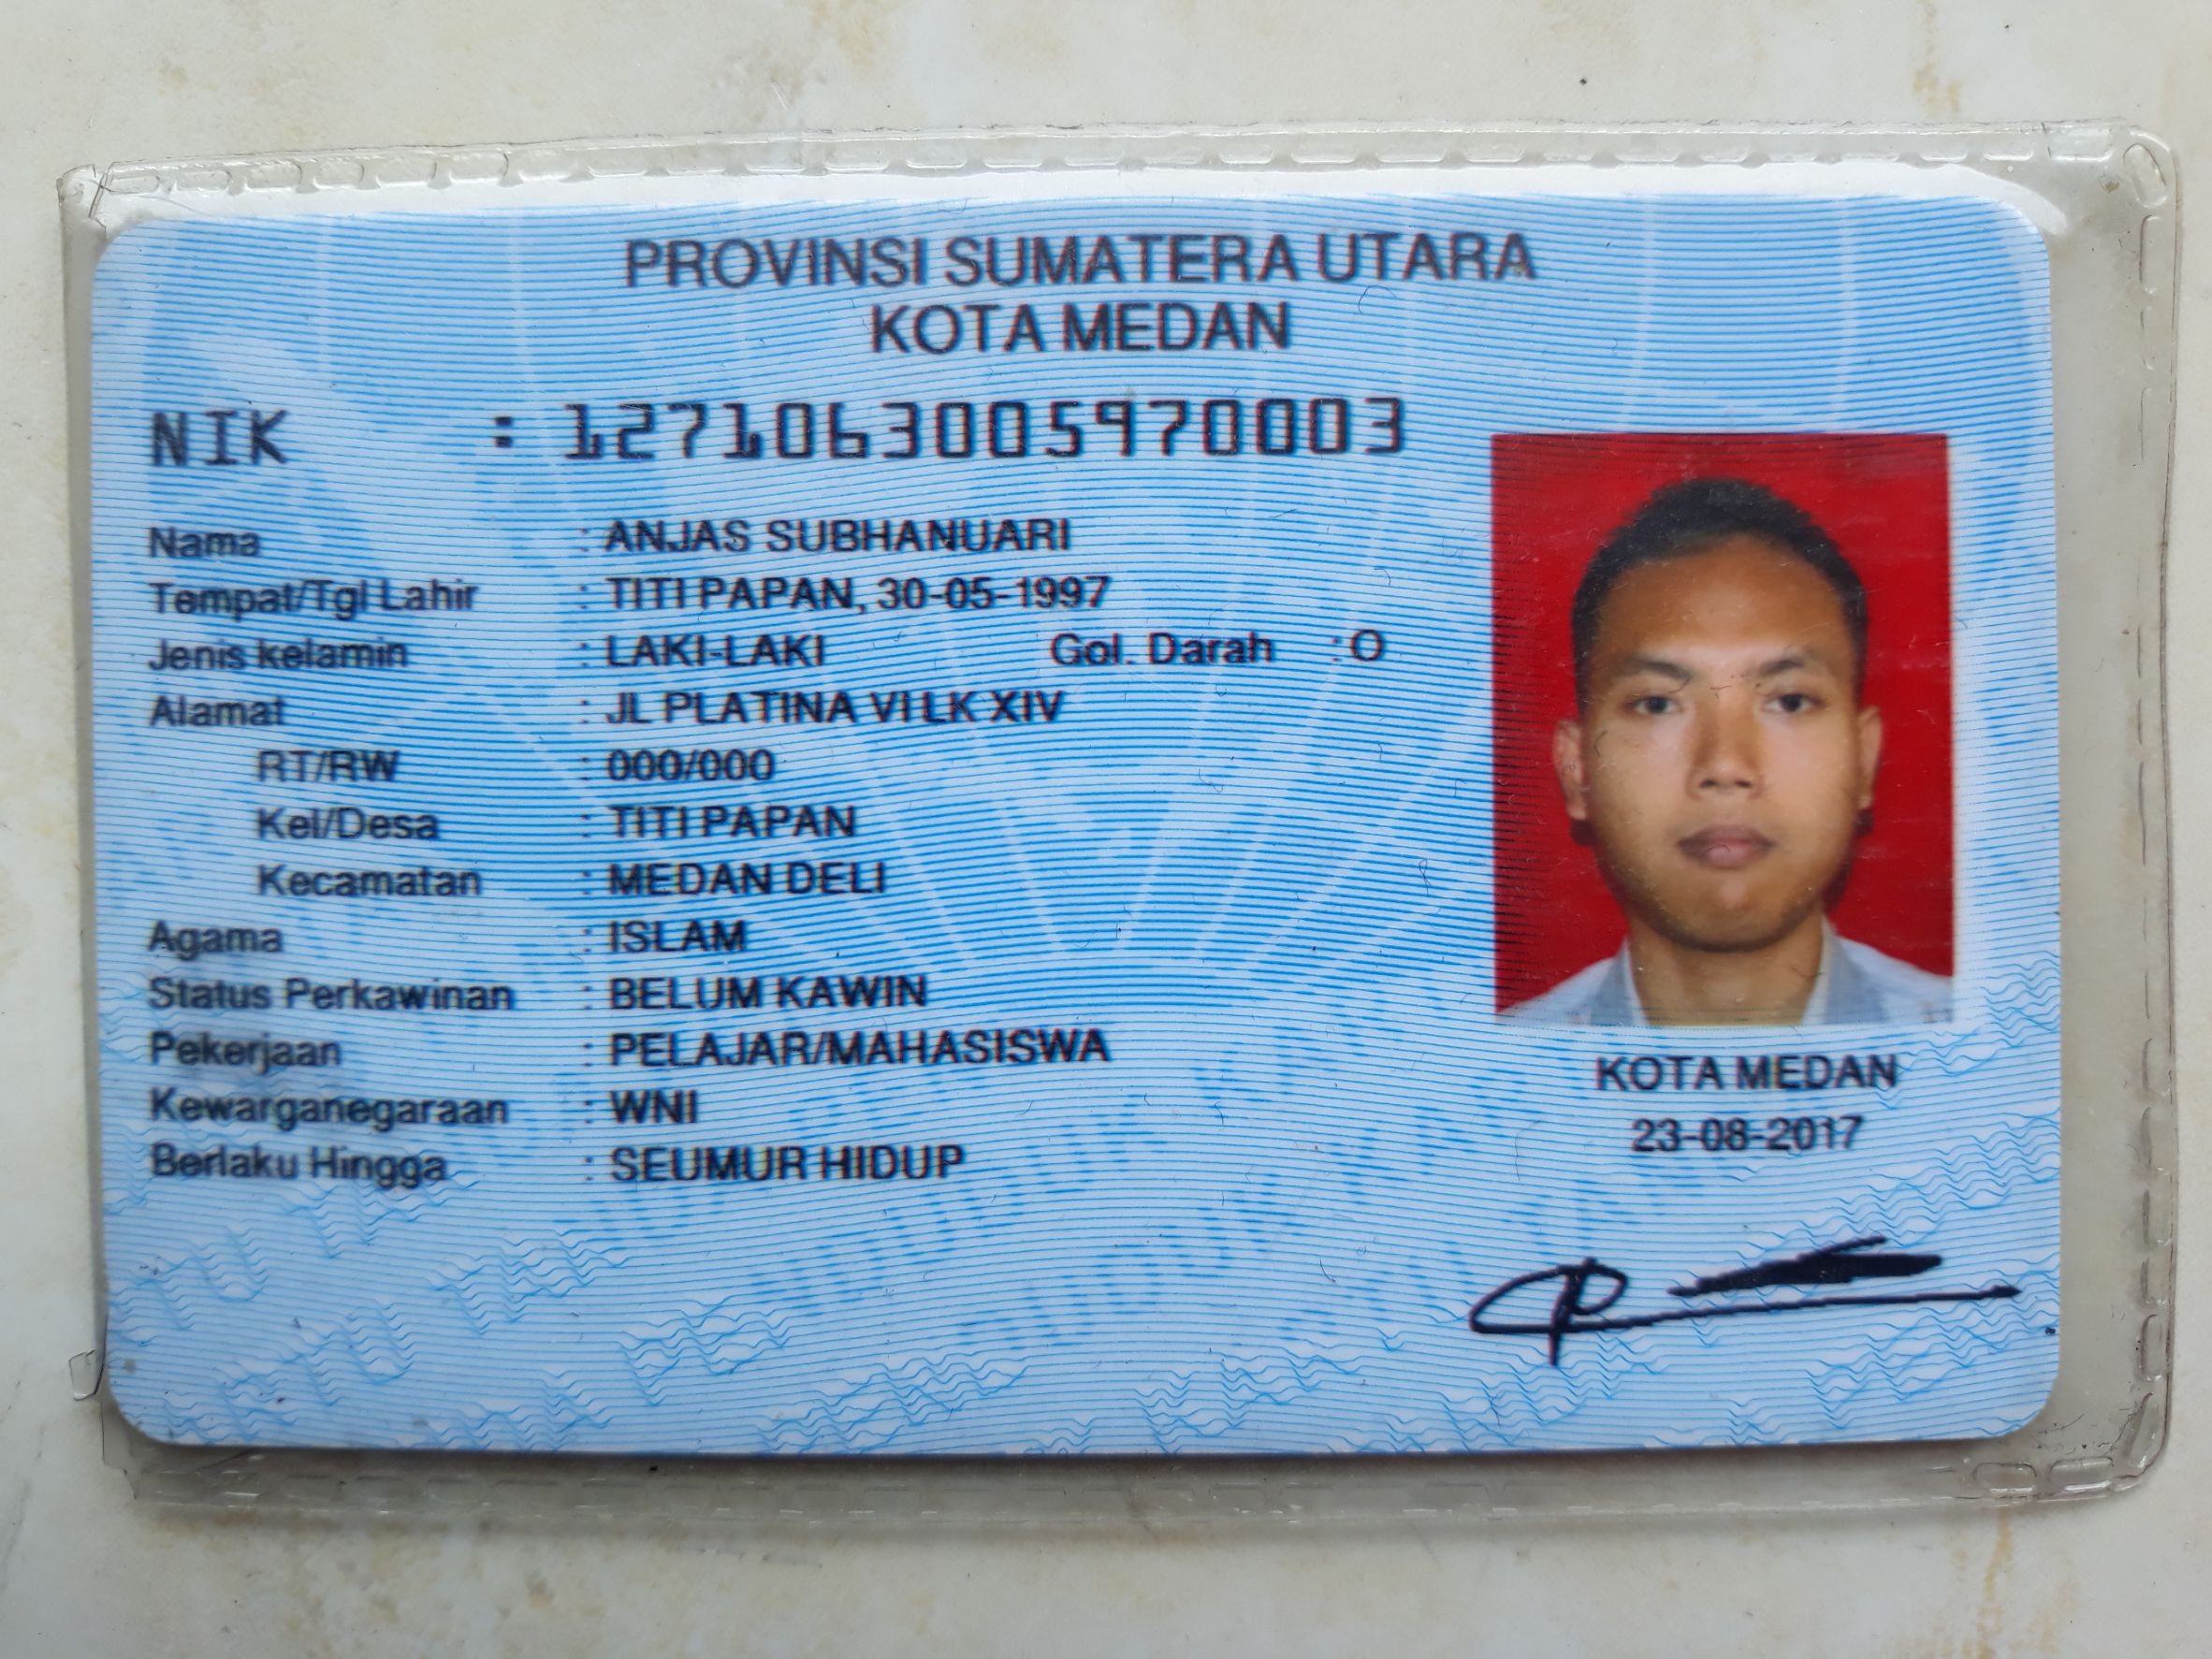 PROVINSI SUMATERA UTARA
KOTA MEDAN
NIK : 1271063005970003
Nama : ANJAS SUBHANUARI
Tempat/Tgl Lahir : TITI PAPAN, 30-05-1997
Jenis kelamin : LAKI-LAKI Gol. Darah : O
Alamat : JL PLATINA VI LK XIV
RT/RW : 000/000
Kel/Desa : TITI PAPAN
Kecamatan : MEDAN DELI
Agama : ISLAM
Status Perkawinan : BELUM KAWIN
Pekerjaan : PELAJAR/MAHASISWA
Kewarganegaraan : WNI
Berlaku Hingga : SEUMUR HIDUP
KOTA MEDAN
23-08-2017